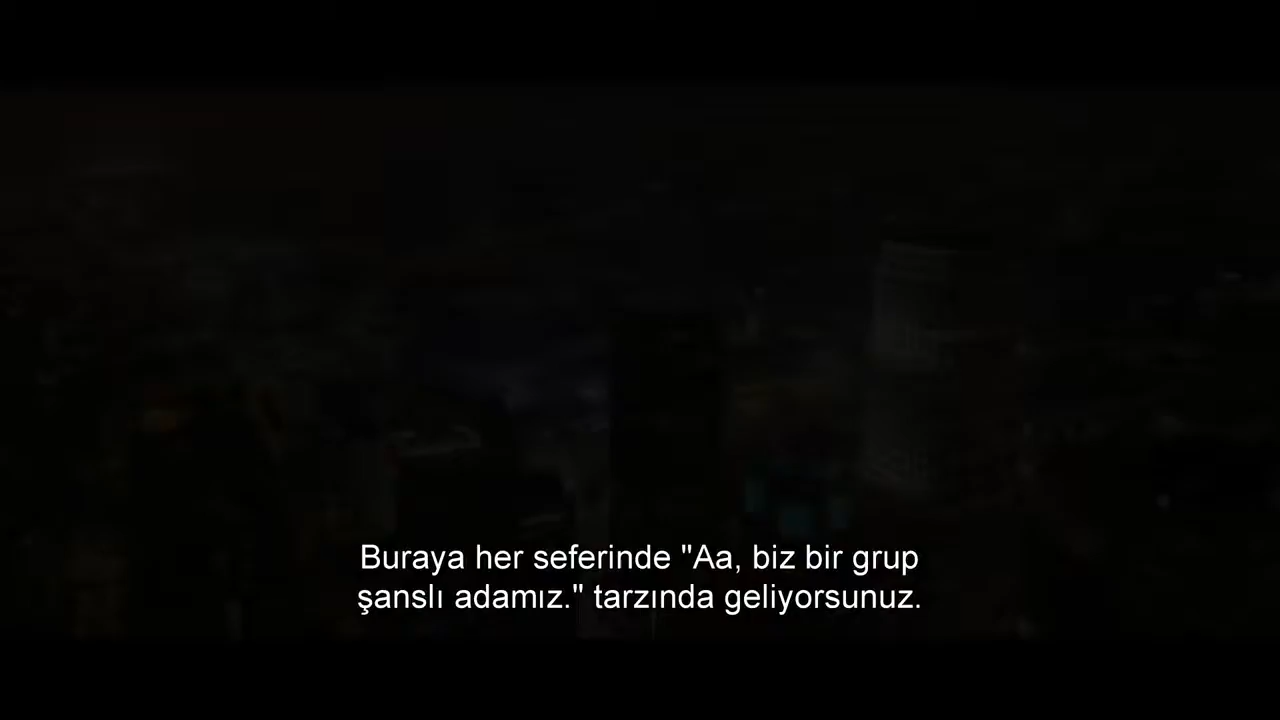 Buraya her seferinde "Aa, biz bir grup
şanslı adamız." tarzında geliyorsunuz.